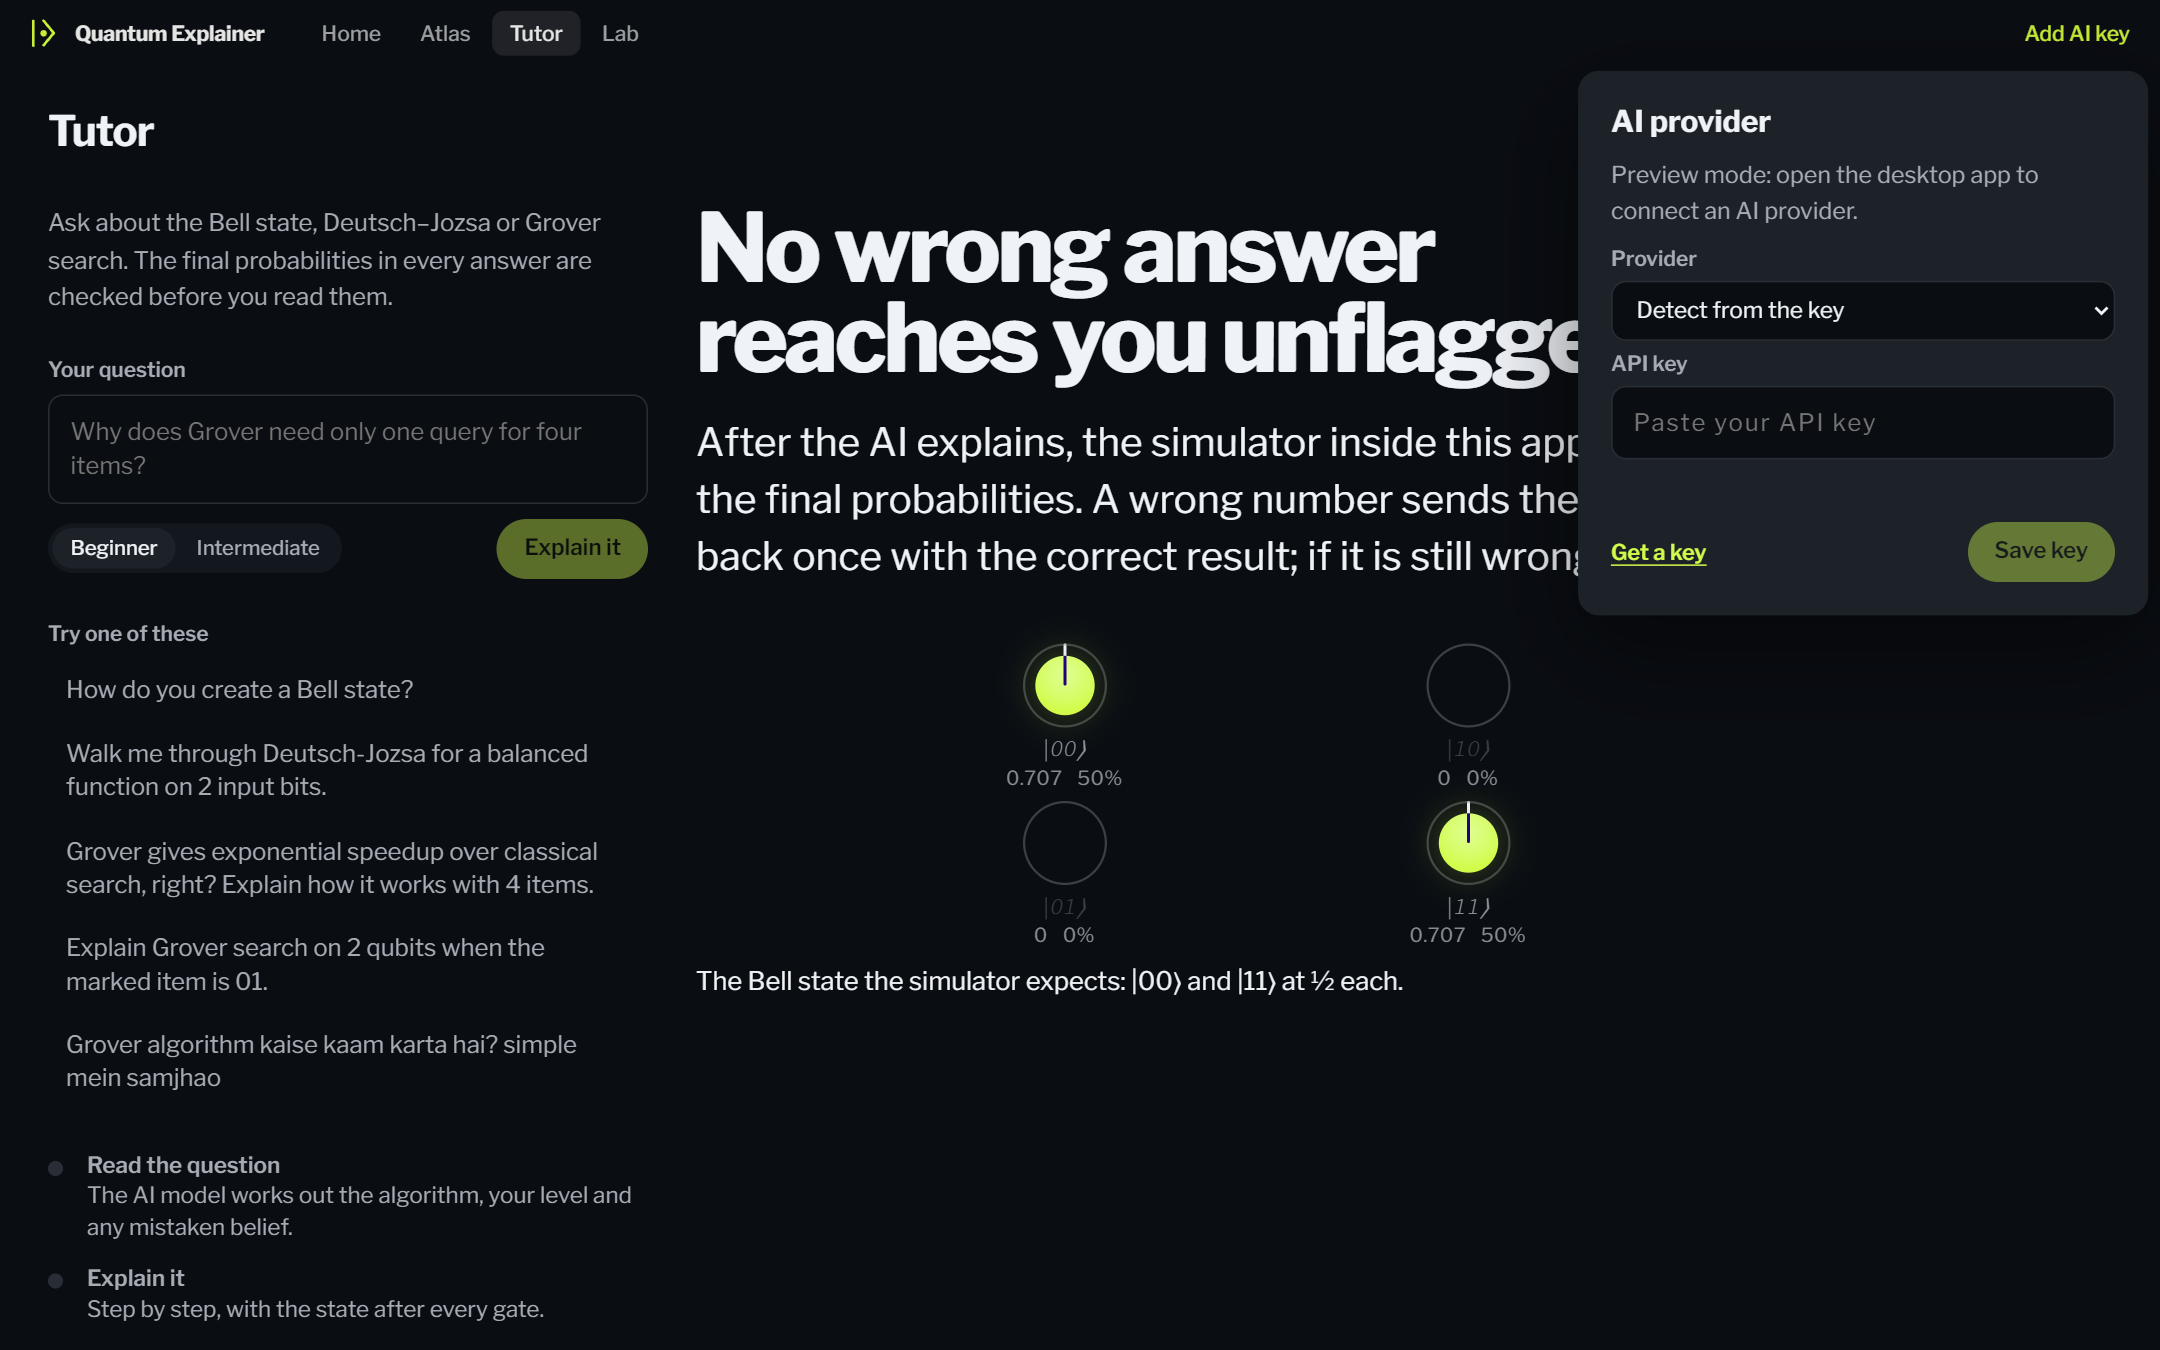 Quantum Explainer
Home
Atlas
Tutor
Lab
Add AI key
Tutor
Ask about the Bell state, Deutsch–Jozsa or Grover
search. The final probabilities in every answer are
checked before you read them.
Your question
Why does Grover need only one query for four
items?
Beginner
Intermediate
Explain it
Try one of these
How do you create a Bell state?
Walk me through Deutsch-Jozsa for a balanced
function on 2 input bits.
Grover gives exponential speedup over classical
search, right? Explain how it works with 4 items.
Explain Grover search on 2 qubits when the
marked item is 01.
Grover algorithm kaise kaam karta hai? simple
mein samjhao
Read the question
The AI model works out the algorithm, your level and
any mistaken belief.
Explain it
Step by step, with the state after every gate.
No wrong answer
reaches you
After the AI explains, the simulator inside this
the final probabilities. A wrong number sends the
back once with the correct result; if it is still
|00⟩
0.707 50%
|10⟩
0 0%
|01⟩
0 0%
|11⟩
0.707 50%
The Bell state the simulator expects: |00⟩ and |11⟩ at ½ each.
AI provider
Preview mode: open the desktop app to
connect an AI provider.
Provider
Detect from the key
API key
Paste your API key
Get a key
Save key